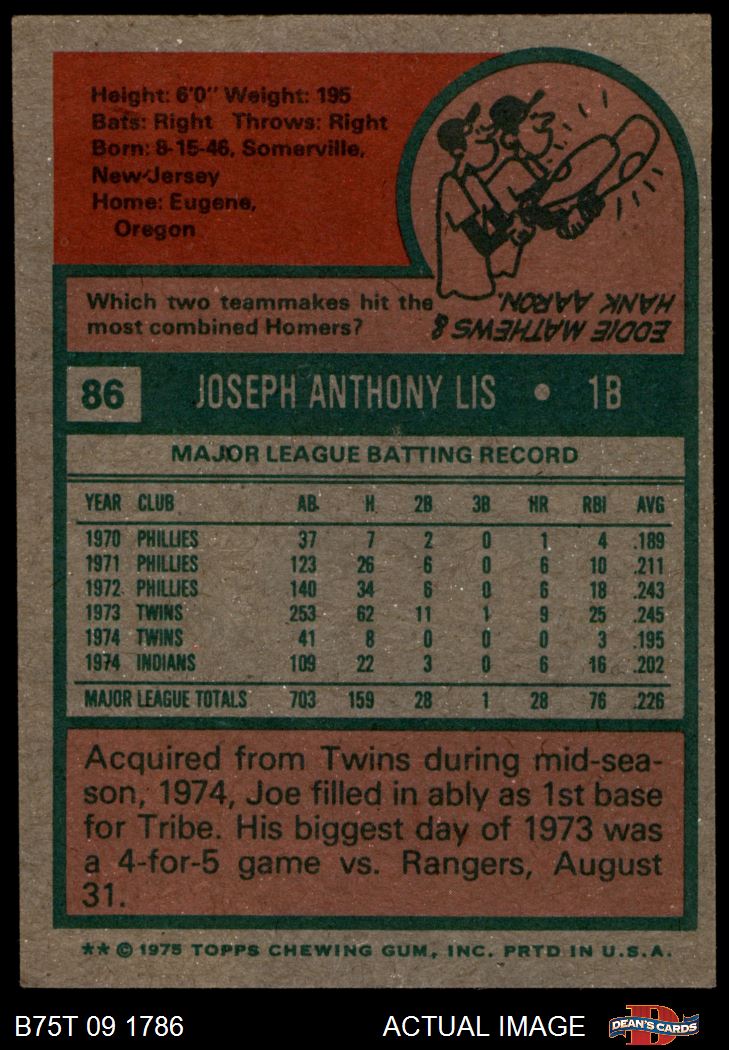 Height: 6'0" Weight: 195
Bats: Right Throws: Right
Born: 8-15-46, Somerville,
New Jersey
Home: Eugene,
Oregon
Which two teammakes hit the
most combined Homers?
EDDIE MATHEWS &
HANK AARON.
86 JOSEPH ANTHONY LIS • 1B
MAJOR LEAGUE BATTING RECORD
YEAR CLUB AB. H 2B 3B HR RBI AVG
1970 PHILLIES 37 7 2 0 1 4 .189
1971 PHILLIES 123 26 6 0 6 10 .211
1972 PHILLIES 140 34 6 0 6 18 .243
1973 TWINS 253 62 11 1 9 25 .245
1974 TWINS 41 8 0 0 0 3 .195
1974 INDIANS 109 22 3 0 6 16 .202
MAJOR LEAGUE TOTALS 703 159 28 1 28 76 .226
Acquired from Twins during mid-sea-
son, 1974, Joe filled in ably as 1st base
for Tribe. His biggest day of 1973 was
a 4-for-5 game vs. Rangers, August
31.
** © 1975 TOPPS CHEWING GUM, INC. PRTD IN U.S.A.
B75T 09 1786 ACTUAL IMAGE D DEAN'S CARDS